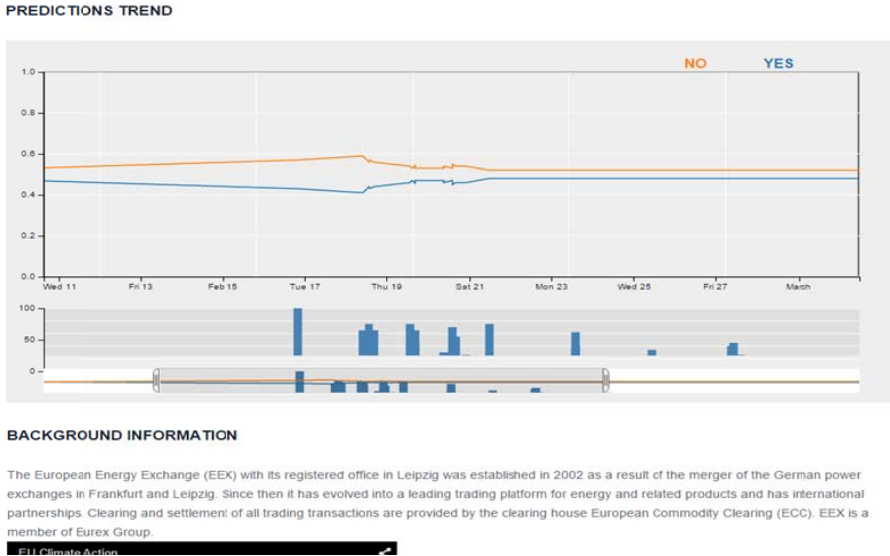 PREDICTIONS TREND
NO YES
1.0
0.8
0.6
0.4
0.2
0.0
Wed 11 Fri 13 Feb 15 Tue 17 Thu 19 Sat 21 Mon 23 Wed 25 Fri 27 March
100
50
0
BACKGROUND INFORMATION
The European Energy Exchange (EEX) with its registered office in Leipzig was established in 2002 as a result of the merger of the German power
exchanges in Frankfurt and Leipzig. Since then it has evolved into a leading trading platform for energy and related products and has international
partnerships. Clearing and settlement of all trading transactions are provided by the clearing house European Commodity Clearing (ECC). EEX is a
member of Eurex Group.
EU Climate Action